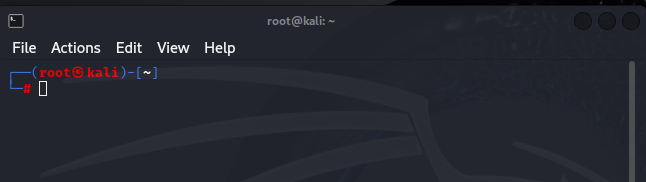 root@kali: ~
File Actions Edit View Help
┌──(root㉿kali)-[~]
└─#